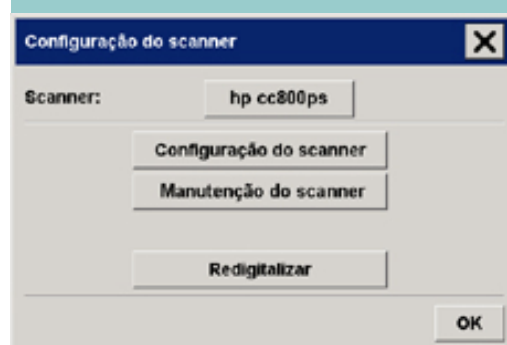 Configuração do scanner
Scanner: hp cc800ps
Configuração do scanner
Manutenção do scanner
Redigitalizar
OK